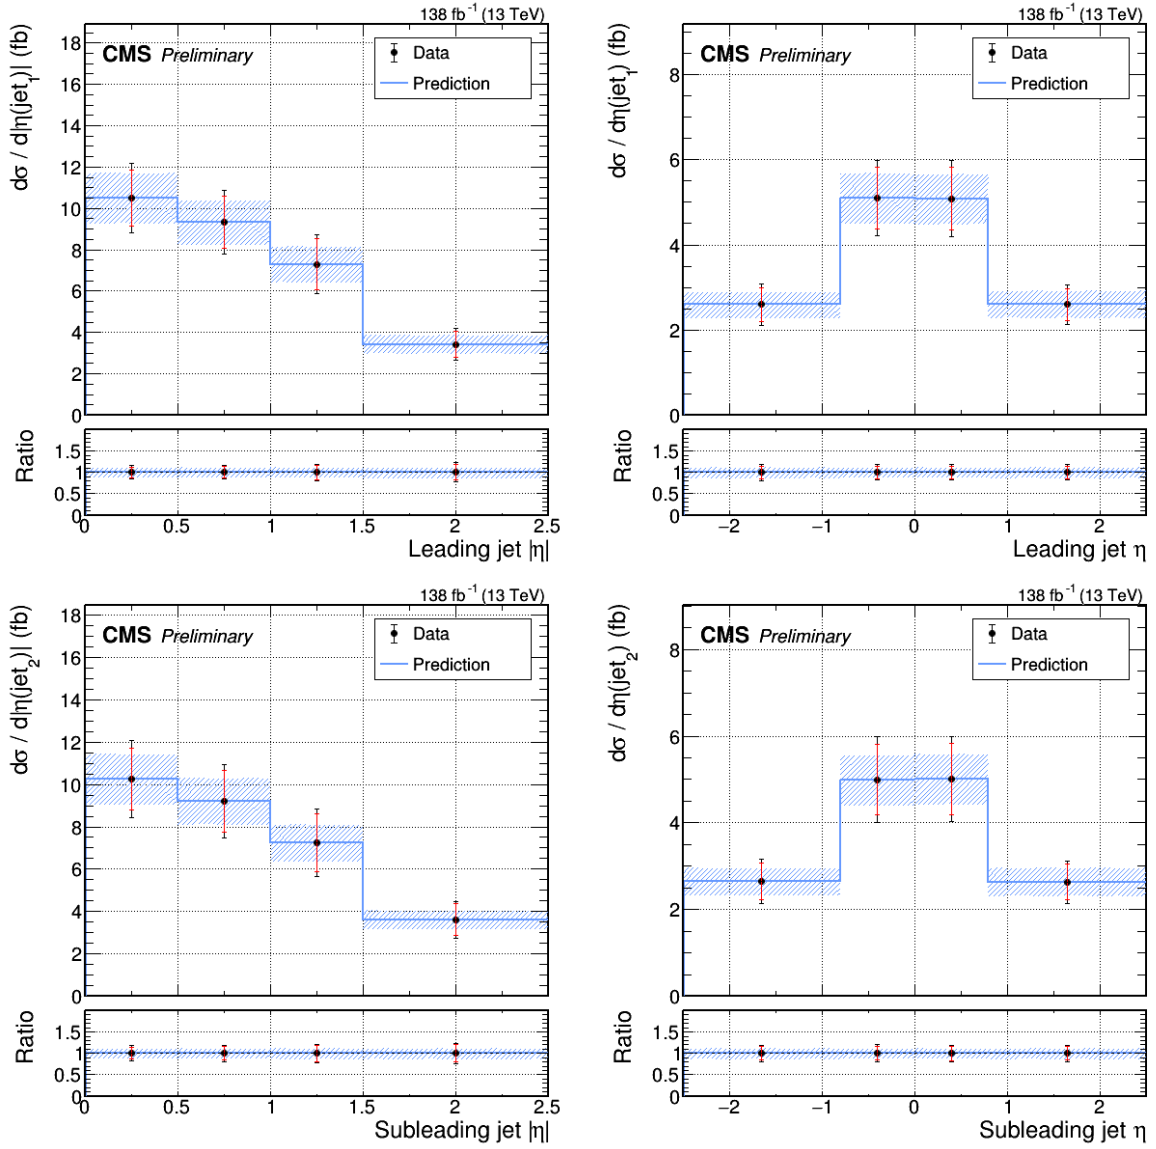 138 fb⁻¹ (13 TeV)
dσ / d|η(jet₁)| (fb)
CMS Preliminary
Data
Prediction
18
16
14
12
10
8
6
4
2
0
Ratio
1.5
1
0.5
0
0 0.5 1 1.5 2 2.5
Leading jet |η|
138 fb⁻¹ (13 TeV)
dσ / dη(jet₁) (fb)
CMS Preliminary
Data
Prediction
8
6
4
2
0
Ratio
1.5
1
0.5
0
−2 −1 0 1 2
Leading jet η
138 fb⁻¹ (13 TeV)
dσ / d|η(jet₂)| (fb)
CMS Preliminary
Data
Prediction
18
16
14
12
10
8
6
4
2
0
Ratio
1.5
1
0.5
0
0 0.5 1 1.5 2 2.5
Subleading jet |η|
138 fb⁻¹ (13 TeV)
dσ / dη(jet₂) (fb)
CMS Preliminary
Data
Prediction
8
6
4
2
0
Ratio
1.5
1
0.5
0
−2 −1 0 1 2
Subleading jet η